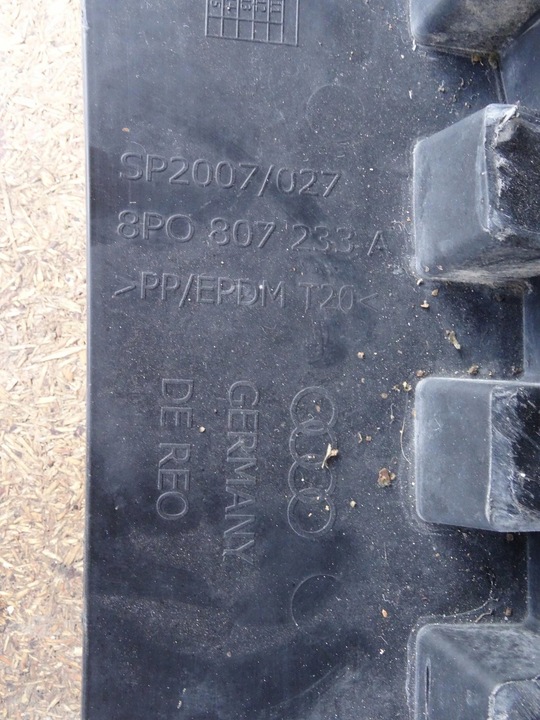 SP2007/027
8P0 807 233 A
>PP/EPDM T20<
GERMANY
DE REO